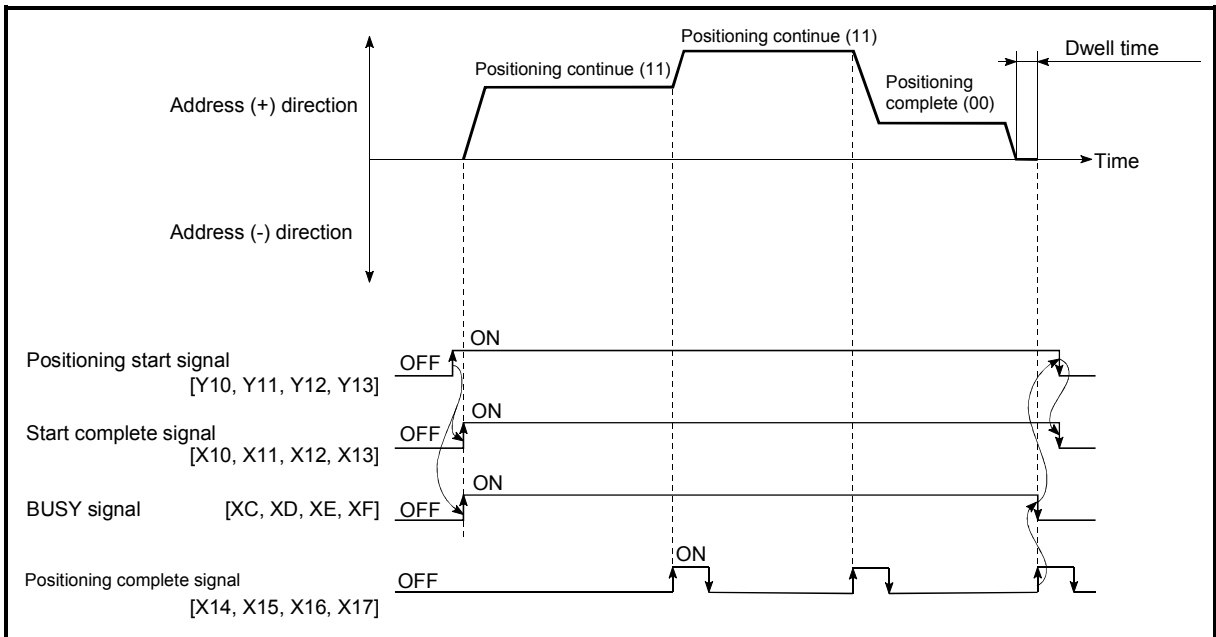 Positioning continue (11)
Dwell time
Positioning continue (11)
Positioning
complete (00)
Address (+) direction
Time
Address (-) direction
ON
Positioning start signal
OFF
[Y10, Y11, Y12, Y13]
ON
Start complete signal
OFF
[X10, X11, X12, X13]
ON
BUSY signal [XC, XD, XE, XF]
OFF
ON
Positioning complete signal
OFF
[X14, X15, X16, X17]